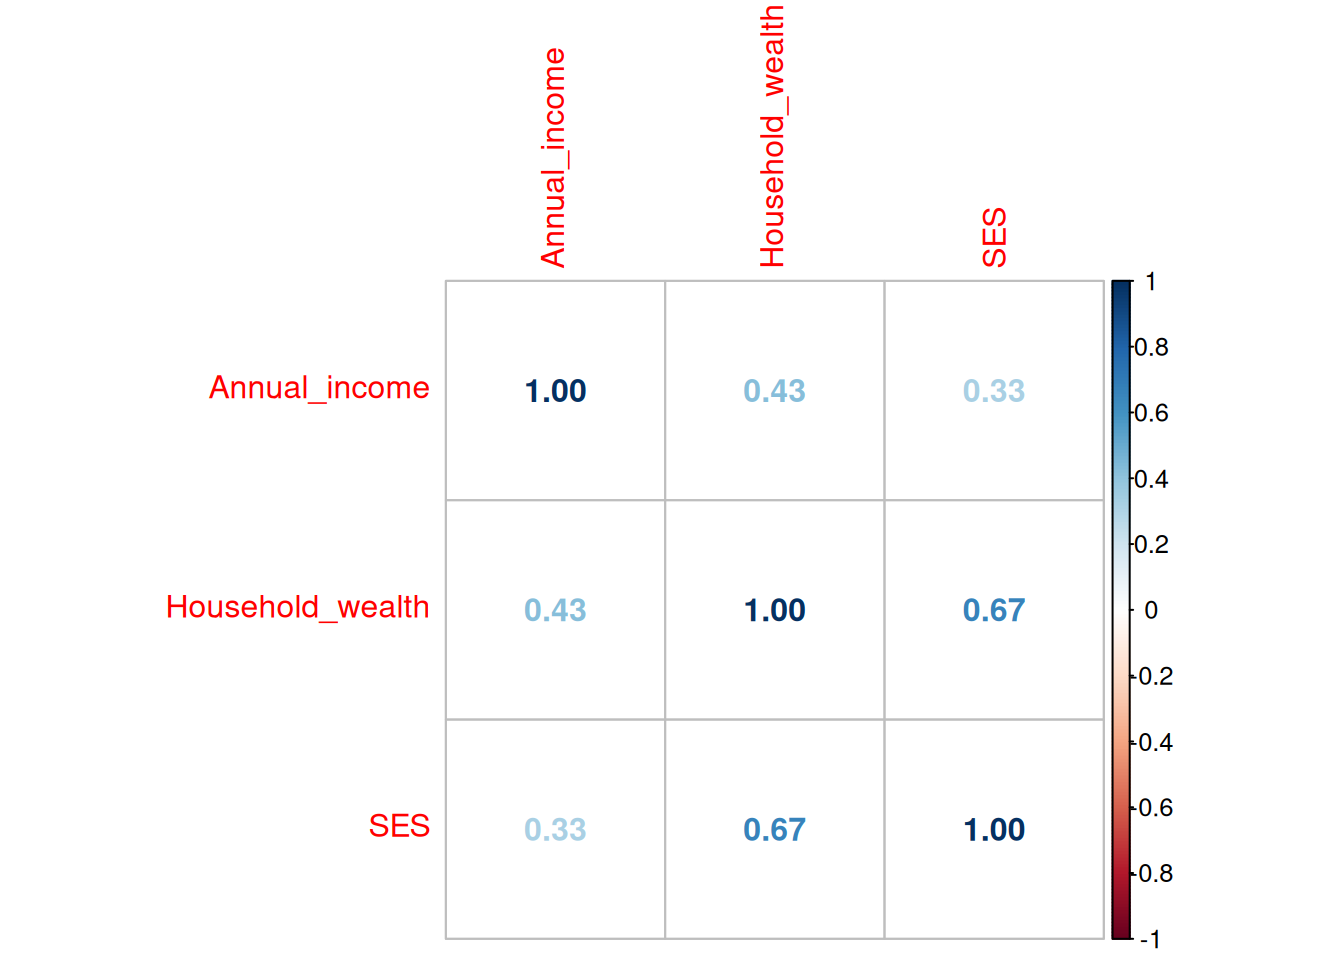 Annual_income
Household_wealth
SES
Annual_income 1.00 0.43 0.33
Household_wealth 0.43 1.00 0.67
SES 0.33 0.67 1.00
1
0.8
0.6
0.4
0.2
0
-0.2
-0.4
-0.6
-0.8
-1